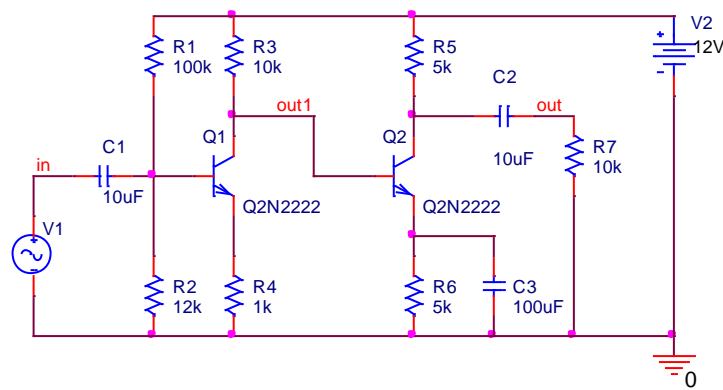 R1
100k
R3
10k
R5
5k
V2
12V
C2
out1
out
Q1
Q2
R7
10k
C1
in
10uF
10uF
Q2N2222
Q2N2222
V1
R2
12k
R4
1k
R6
5k
C3
100uF
0